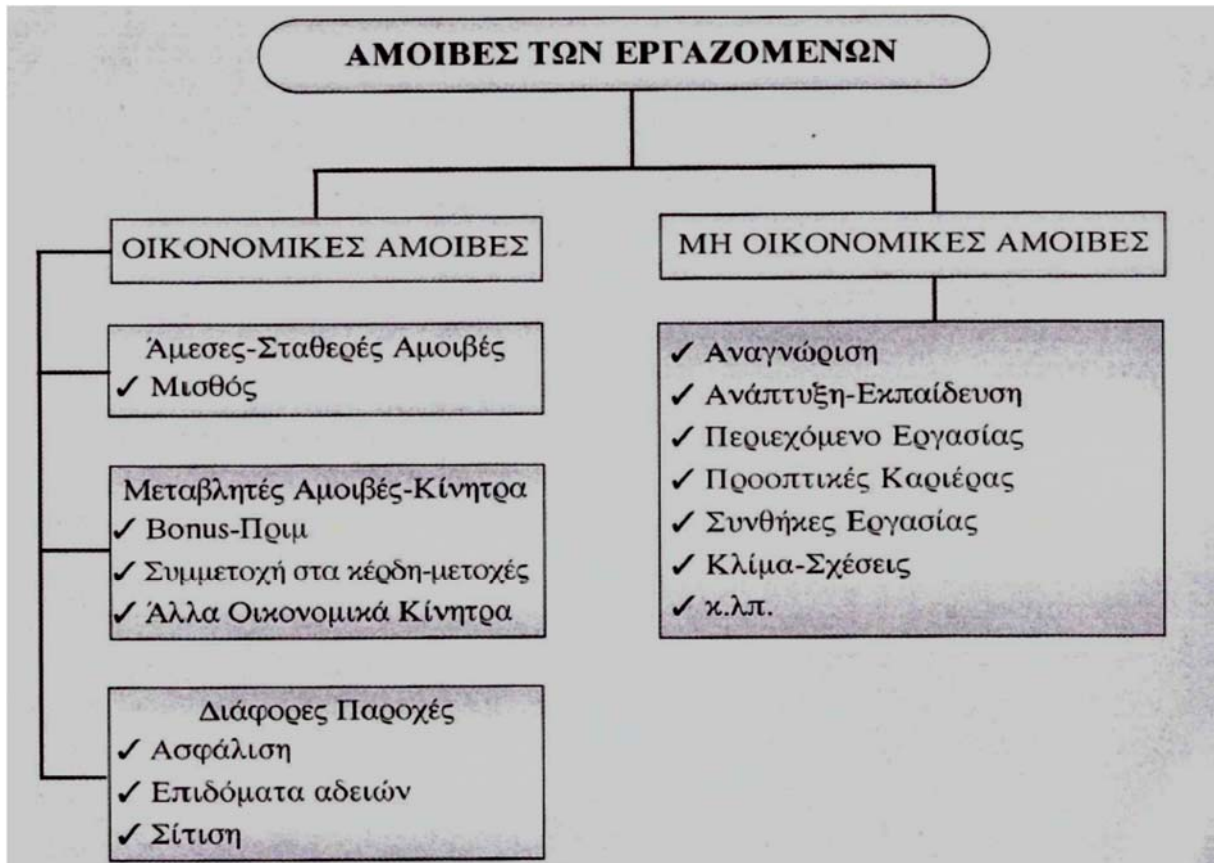 ΑΜΟΙΒΕΣ ΤΩΝ ΕΡΓΑΖΟΜΕΝΩΝ
ΟΙΚΟΝΟΜΙΚΕΣ ΑΜΟΙΒΕΣ
Άμεσες-Σταθερές Αμοιβές
✓ Μισθός
Μεταβλητές Αμοιβές-Κίνητρα
✓ Bonus-Πριμ
✓ Συμμετοχή στα κέρδη-μετοχές
✓ Άλλα Οικονομικά Κίνητρα
Διάφορες Παροχές
✓ Ασφάλιση
✓ Επιδόματα αδειών
✓ Σίτιση
ΜΗ ΟΙΚΟΝΟΜΙΚΕΣ ΑΜΟΙΒΕΣ
✓ Αναγνώριση
✓ Ανάπτυξη-Εκπαίδευση
✓ Περιεχόμενο Εργασίας
✓ Προοπτικές Καριέρας
✓ Συνθήκες Εργασίας
✓ Κλίμα-Σχέσεις
✓ κ.λπ.